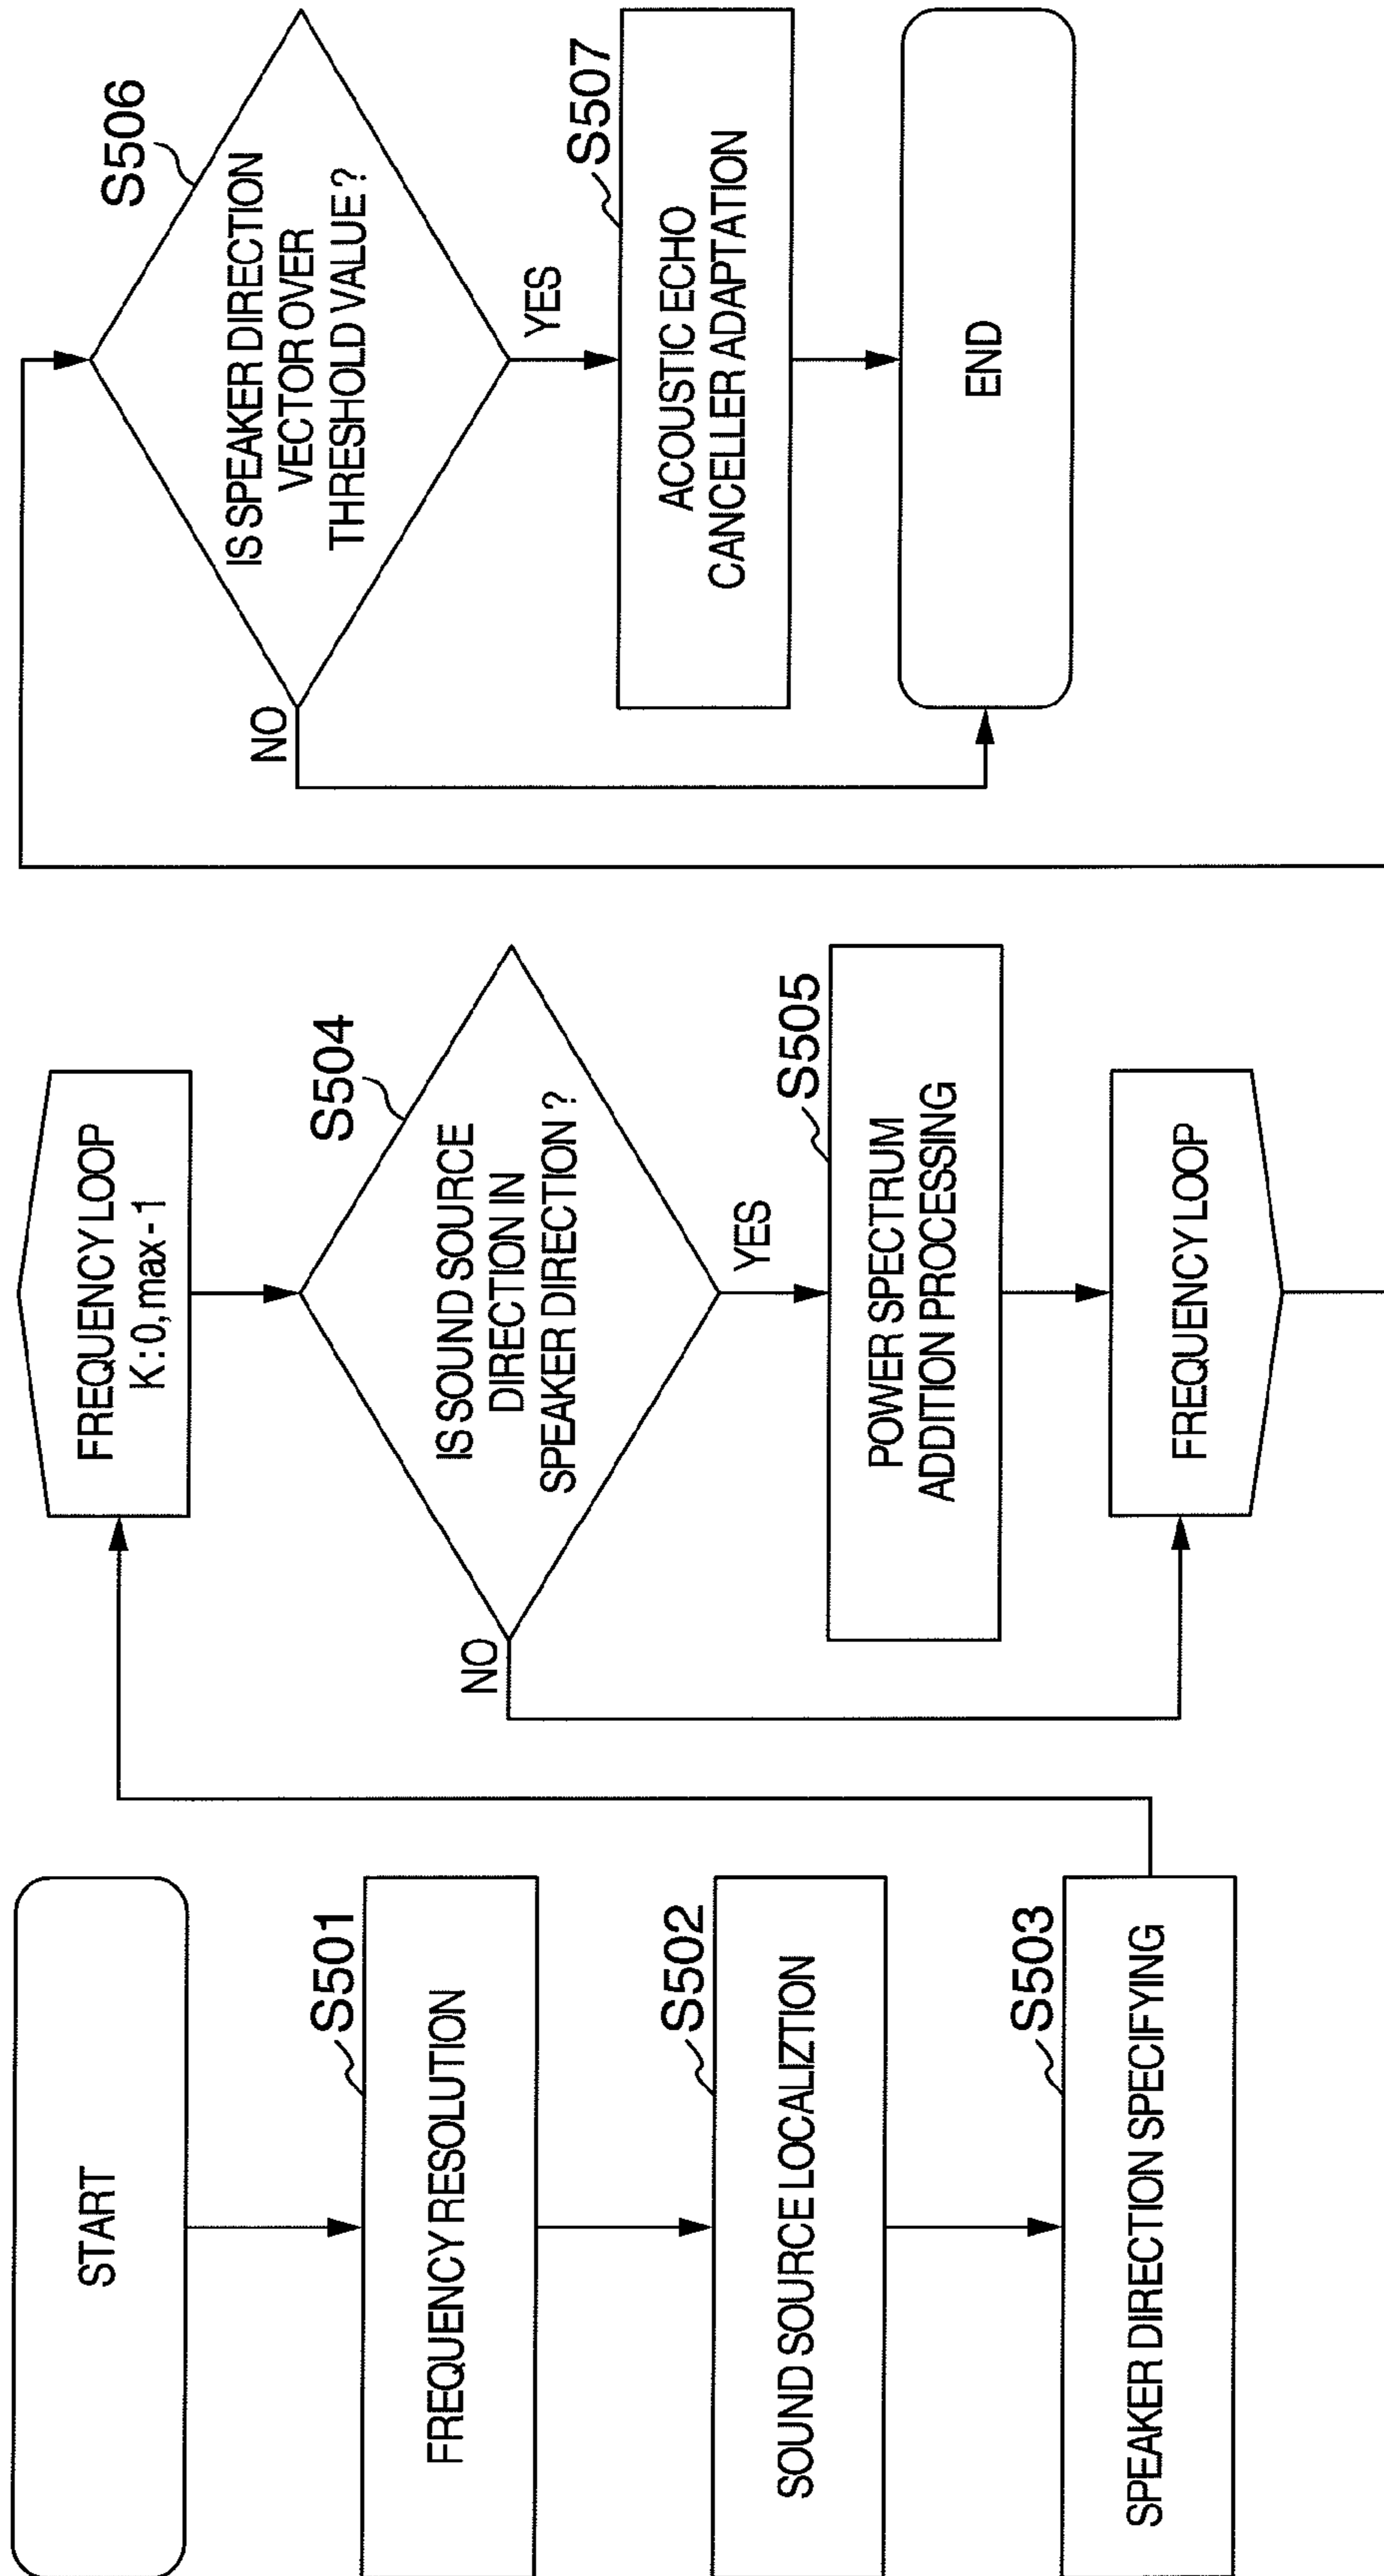 START
S501
FREQUENCY RESOLUTION
S502
SOUND SOURCE LOCALIZTION
S503
SPEAKER DIRECTION SPECIFYING
FREQUENCY LOOP
K:0,max-1
S504
IS SOUND SOURCE
DIRECTION IN
SPEAKER DIRECTION ?
NO
YES
S505
POWER SPECTRUM
ADDITION PROCESSING
FREQUENCY LOOP
S506
IS SPEAKER DIRECTION
VECTOR OVER
THRESHOLD VALUE ?
NO
YES
S507
ACOUSTIC ECHO
CANCELLER ADAPTATION
END